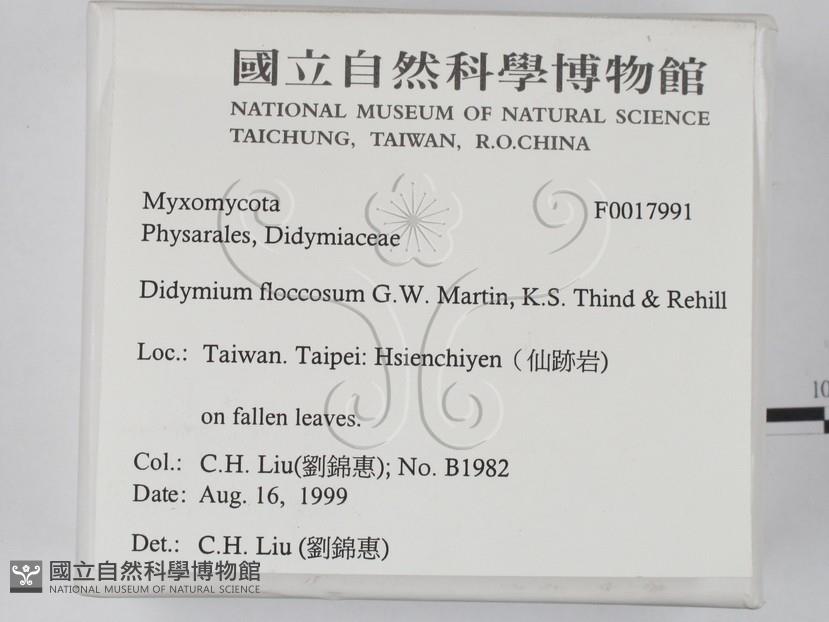 國立自然科學博物館
NATIONAL MUSEUM OF NATURAL SCIENCE
TAICHUNG, TAIWAN, R.O.CHINA
Myxomycota F0017991
Physarales, Didymiaceae
Didymium floccosum G.W. Martin, K.S. Thind & Rehill
Loc.: Taiwan. Taipei: Hsienchiyen（仙跡岩)
on fallen leaves.
Col.: C.H. Liu(劉錦惠); No. B1982
Date: Aug. 16, 1999
Det.: C.H. Liu (劉錦惠)
國立自然科學博物館
NATIONAL MUSEUM OF NATURAL SCIENCE
10